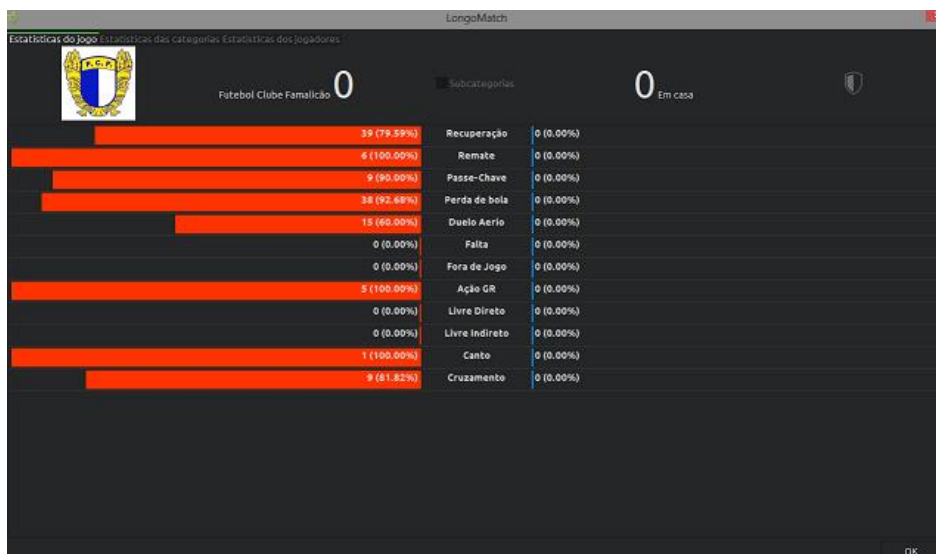 LongoMatch
Estatísticas do jogo Estatísticas das categorias Estatísticas dos jogadores
F.C.F.
Futebol Clube Famalicão 0 Subcategorias 0 Em casa
39 (79.59%) Recuperação 0 (0.00%)
6 (100.00%) Remate 0 (0.00%)
9 (90.00%) Passe-Chave 0 (0.00%)
38 (92.68%) Perda de bola 0 (0.00%)
15 (60.00%) Duelo Aerio 0 (0.00%)
0 (0.00%) Falta 0 (0.00%)
0 (0.00%) Fora de Jogo 0 (0.00%)
5 (100.00%) Ação GR 0 (0.00%)
0 (0.00%) Livre Direto 0 (0.00%)
0 (0.00%) Livre Indireto 0 (0.00%)
1 (100.00%) Canto 0 (0.00%)
9 (81.82%) Cruzamento 0 (0.00%)
OK